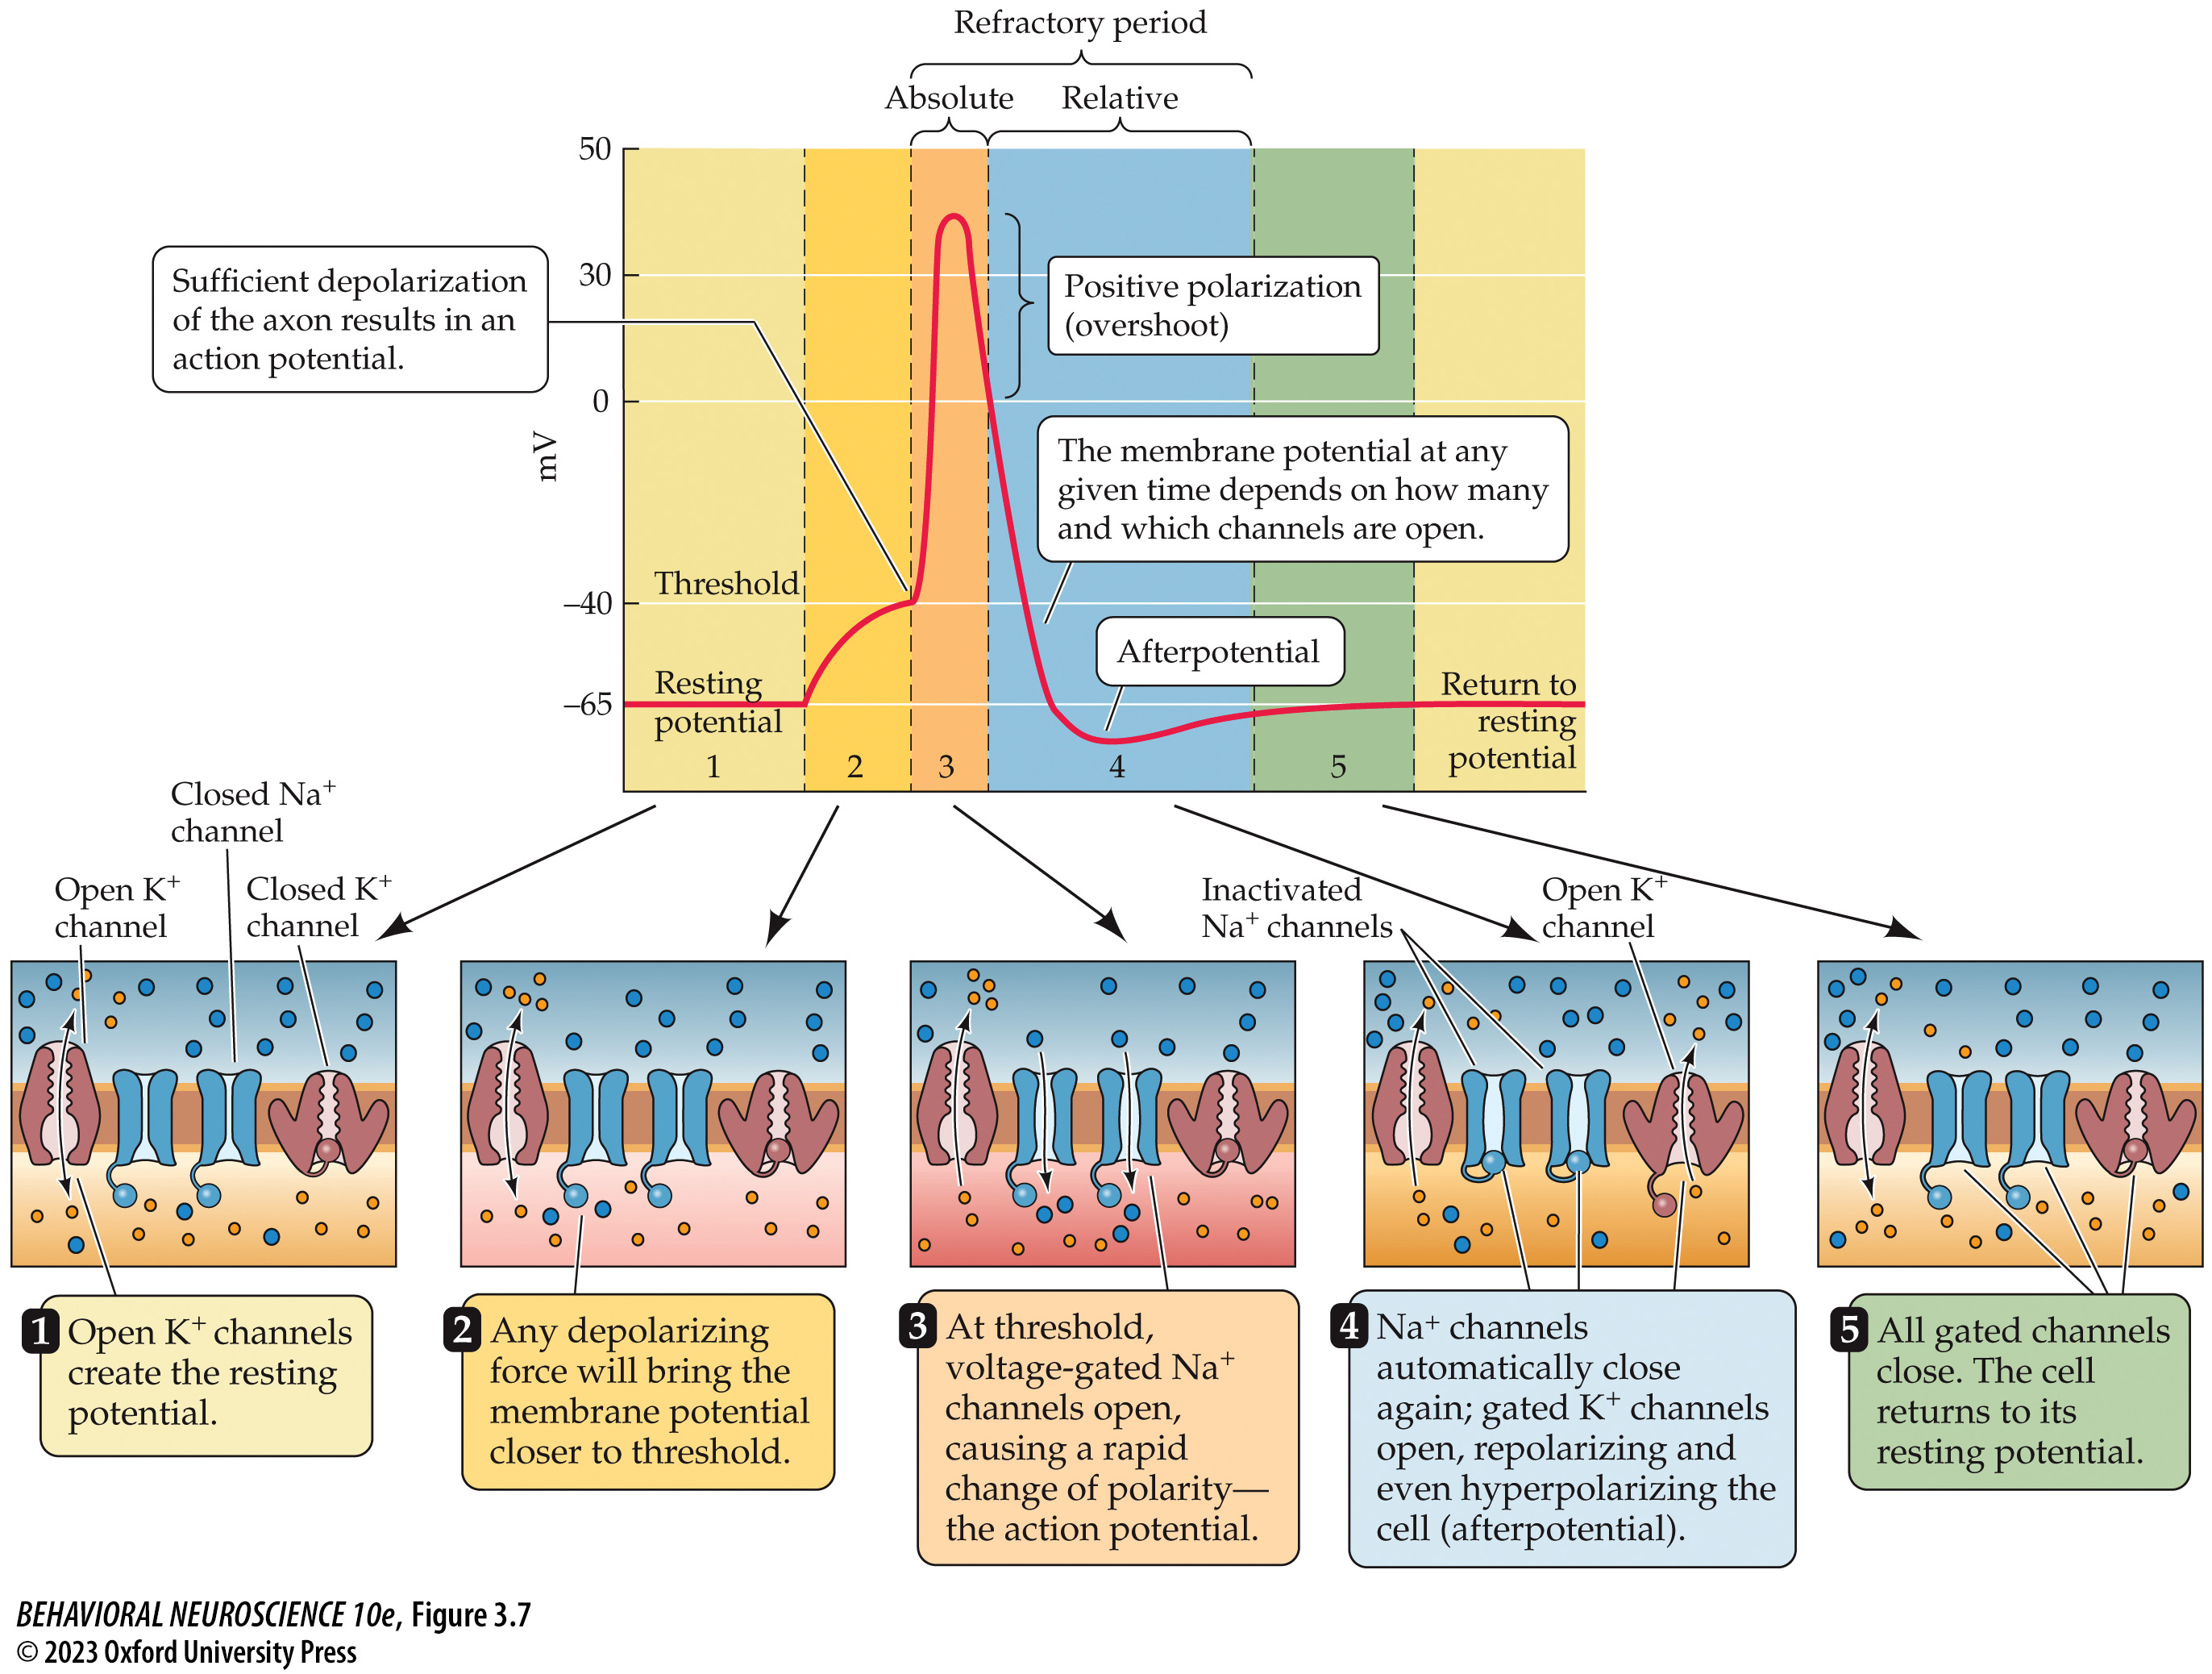 Refractory period
Absolute
Relative
50
30
0
–40
–65
mV
Sufficient depolarization
of the axon results in an
action potential.
Positive polarization
(overshoot)
The membrane potential at any
given time depends on how many
and which channels are open.
Threshold
Afterpotential
Resting
potential
Return to
resting
potential
1
2
3
4
5
Closed Na+
channel
Open K+
channel
Closed K+
channel
Inactivated
Na+ channels
Open K+
channel
1 Open K+ channels
create the resting
potential.
2 Any depolarizing
force will bring the
membrane potential
closer to threshold.
3 At threshold,
voltage-gated Na+
channels open,
causing a rapid
change of polarity—
the action potential.
4 Na+ channels
automatically close
again; gated K+ channels
open, repolarizing and
even hyperpolarizing the
cell (afterpotential).
5 All gated channels
close. The cell
returns to its
resting potential.
BEHAVIORAL NEUROSCIENCE 10e, Figure 3.7
© 2023 Oxford University Press